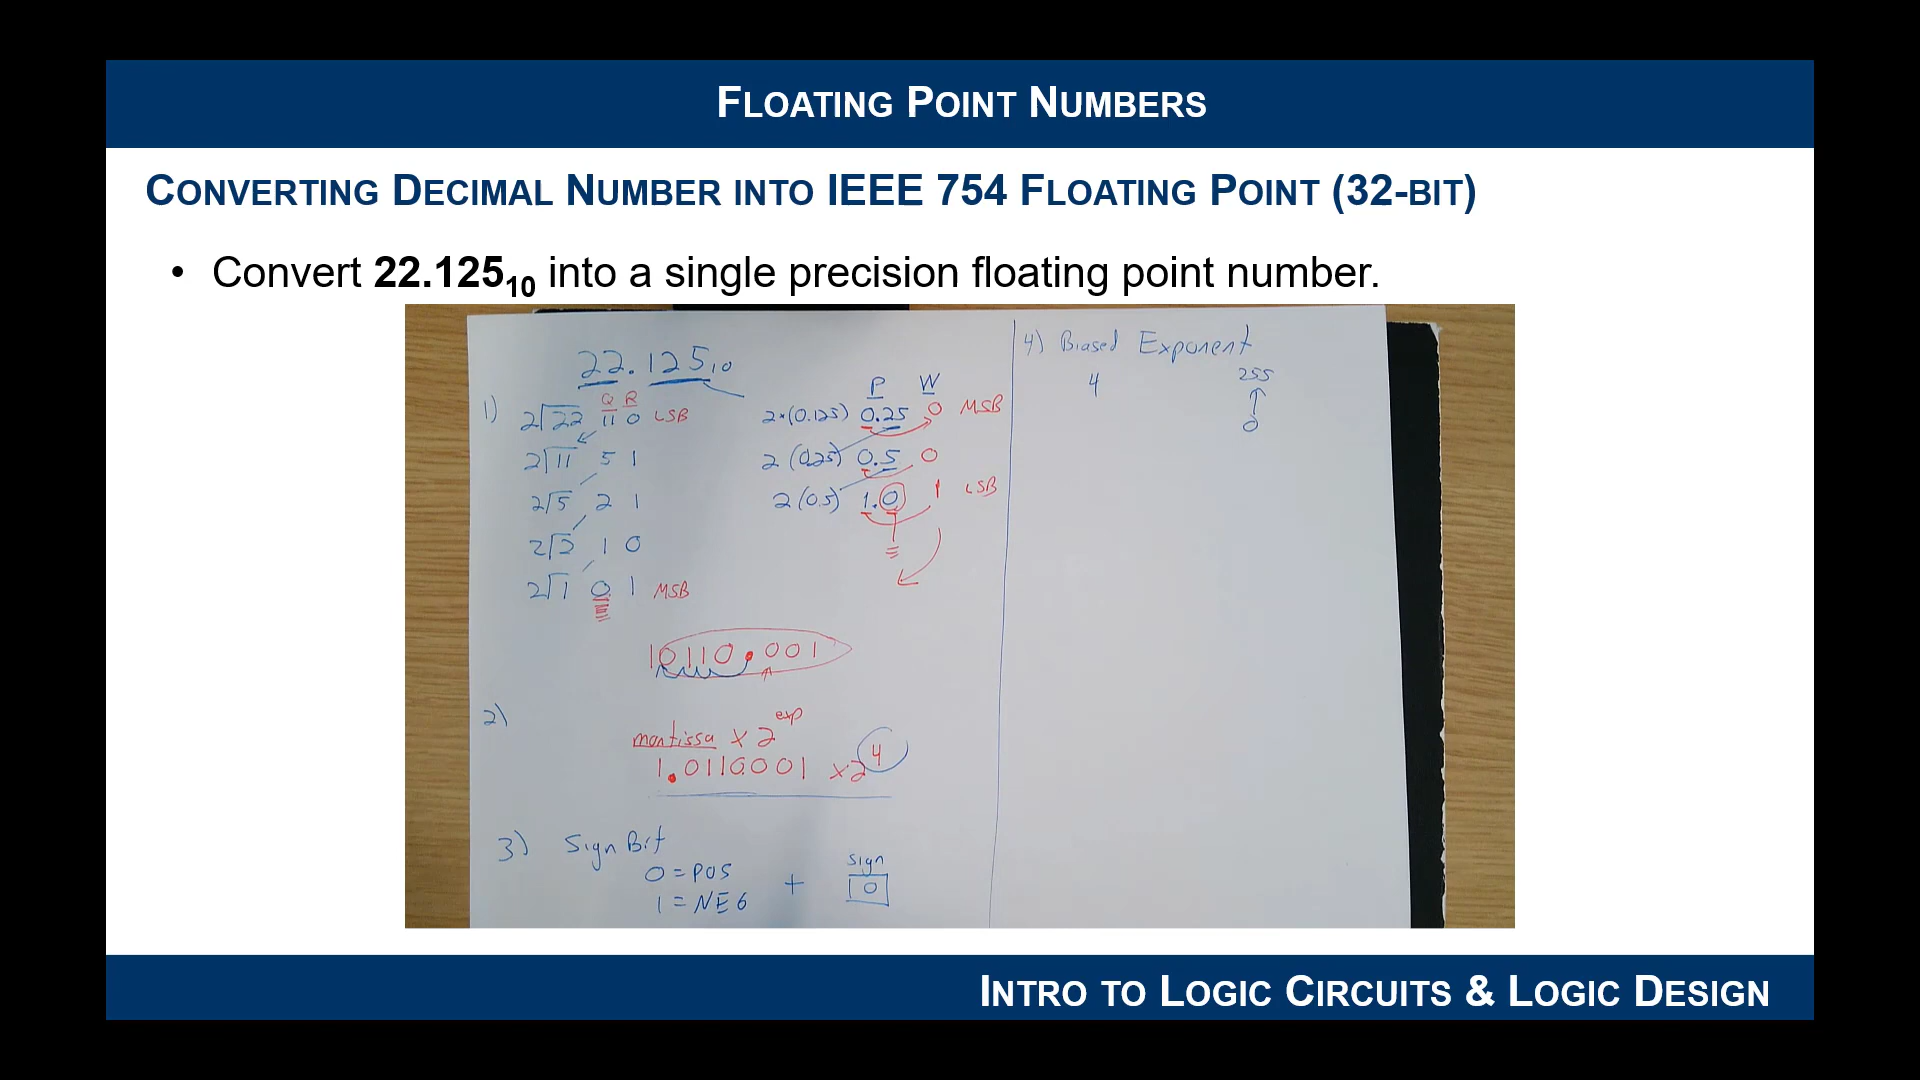 FLOATING POINT NUMBERS
CONVERTING DECIMAL NUMBER INTO IEEE 754 FLOATING POINT (32-BIT)
• Convert 22.125₁₀ into a single precision floating point number.
22.125₁₀
1)
Q R
2√22 11 0 LSB
2√11 5 1
2√5 2 1
2√2 1 0
2√1 0 1 MSB
P W
2×(0.125) 0.25 0 MSB
2(0.25) 0.5 0
2(0.5) 1.0 1 LSB
10110.001
2)
mantissa × 2^exp
1.0110001 ×2^4
3) Sign Bit
0 = POS
1 = NEG
+
Sign
0
4) Biased Exponent
4
255
0
INTRO TO LOGIC CIRCUITS & LOGIC DESIGN